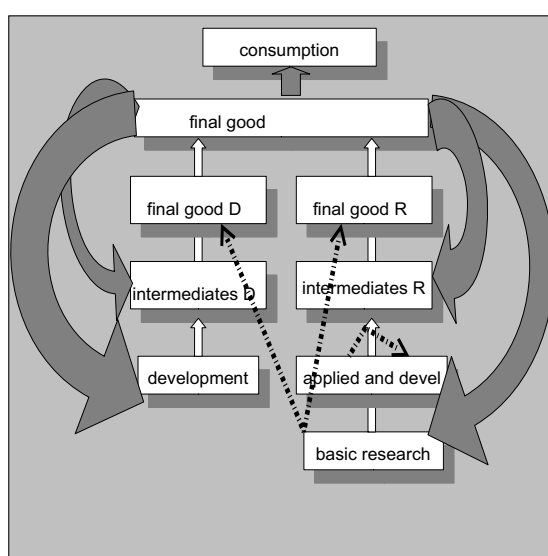 consumption
final good
final good D
final good R
intermediates D
intermediates R
development
applied and devel
basic research